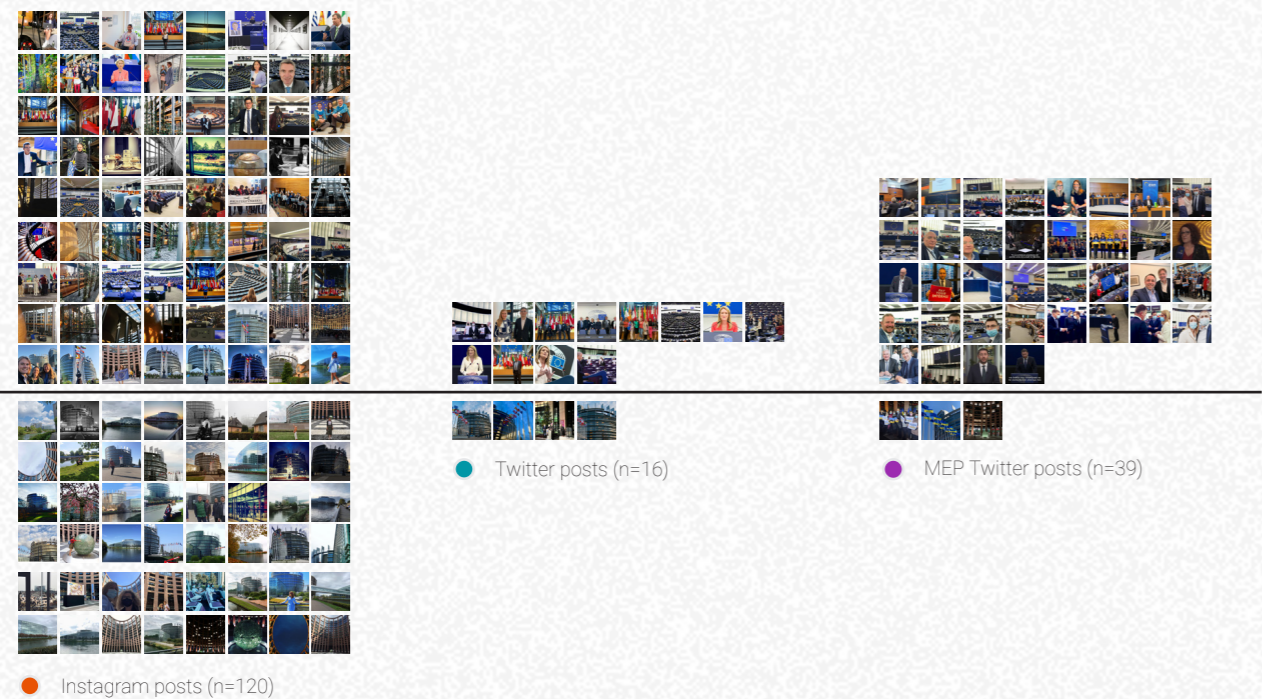 Twitter posts (n=16)
MEP Twitter posts (n=39)
Instagram posts (n=120)